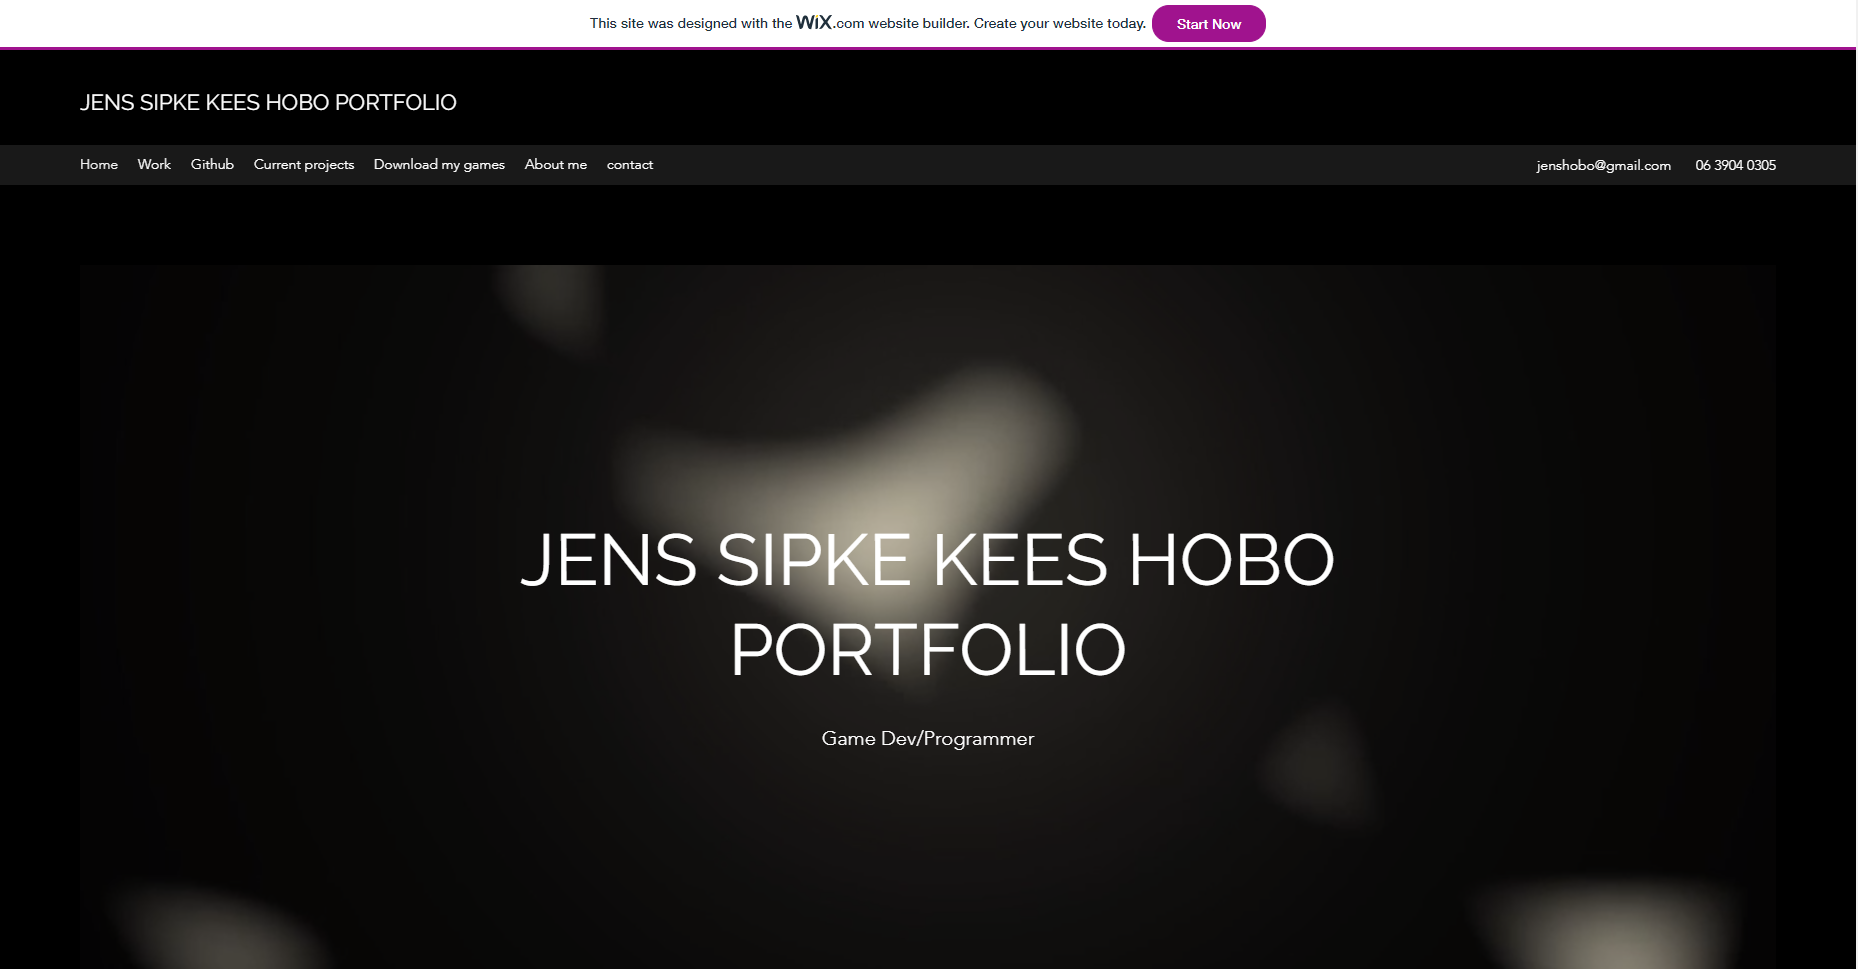 This site was designed with the WiX.com website builder. Create your website today. Start Now
JENS SIPKE KEES HOBO PORTFOLIO
Home Work Github Current projects Download my games About me contact jenshobo@gmail.com 06 3904 0305
JENS SIPKE KEES HOBO
PORTFOLIO
Game Dev/Programmer